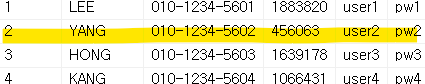 1 LEE 010-1234-5601 1883820 user1 pw1
2 YANG 010-1234-5602 456063 user2 pw2
3 HONG 010-1234-5603 1639178 user3 pw3
4 KANG 010-1234-5604 1066431 user4 pw4